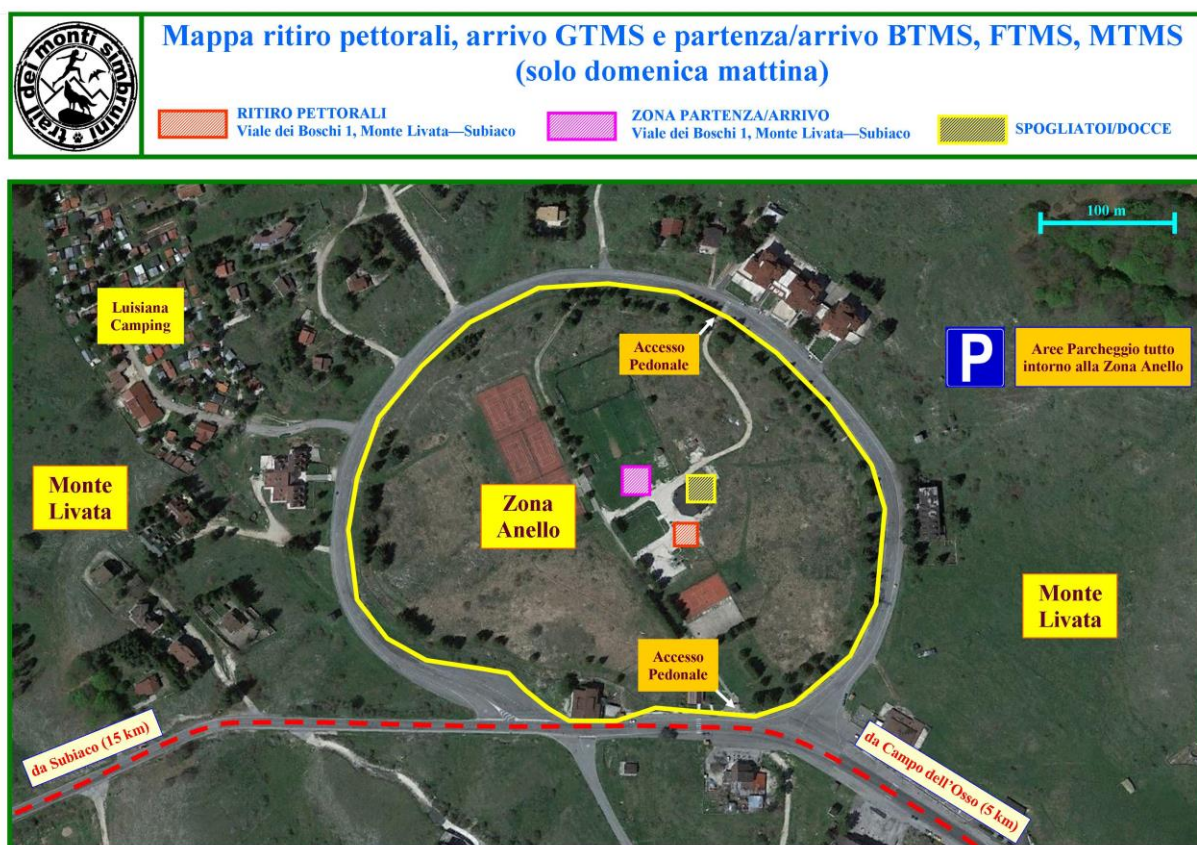 trail dei monti simbruini
Mappa ritiro pettorali, arrivo GTMS e partenza/arrivo BTMS, FTMS, MTMS
(solo domenica mattina)
RITIRO PETTORALI
Viale dei Boschi 1, Monte Livata—Subiaco
ZONA PARTENZA/ARRIVO
Viale dei Boschi 1, Monte Livata—Subiaco
SPOGLIATOI/DOCCE
100 m
Luisiana
Camping
Accesso
Pedonale
P
Aree Parcheggio tutto
intorno alla Zona Anello
Monte
Livata
Zona
Anello
Monte
Livata
Accesso
Pedonale
da Subiaco (15 km)
da Campo dell'Osso (5 km)